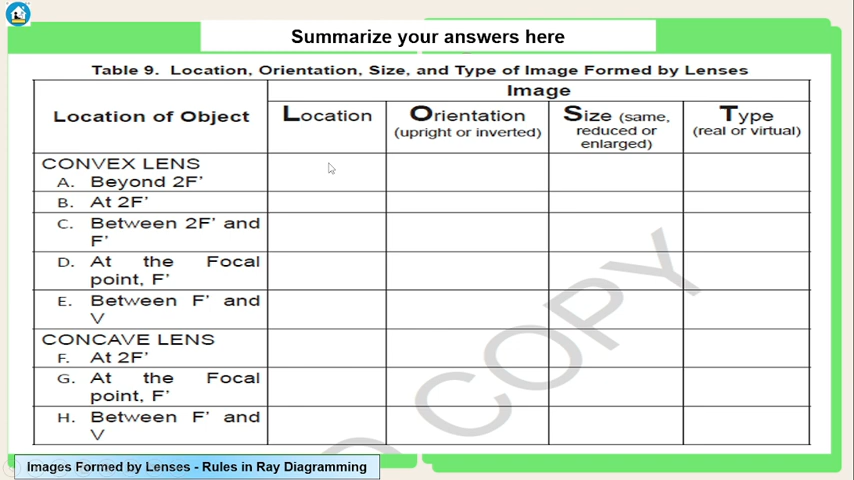 Summarize your answers here
Table 9. Location, Orientation, Size, and Type of Image Formed by Lenses
Location of Object
Image
Location
Orientation
(upright or inverted)
Size (same,
reduced or
enlarged)
Type
(real or virtual)
CONVEX LENS
A. Beyond 2F'
B. At 2F'
C. Between 2F' and
F'
D. At the Focal
point, F'
E. Between F' and
V
CONCAVE LENS
F. At 2F'
G. At the Focal
point, F'
H. Between F' and
V
COPY
Images Formed by Lenses - Rules in Ray Diagramming